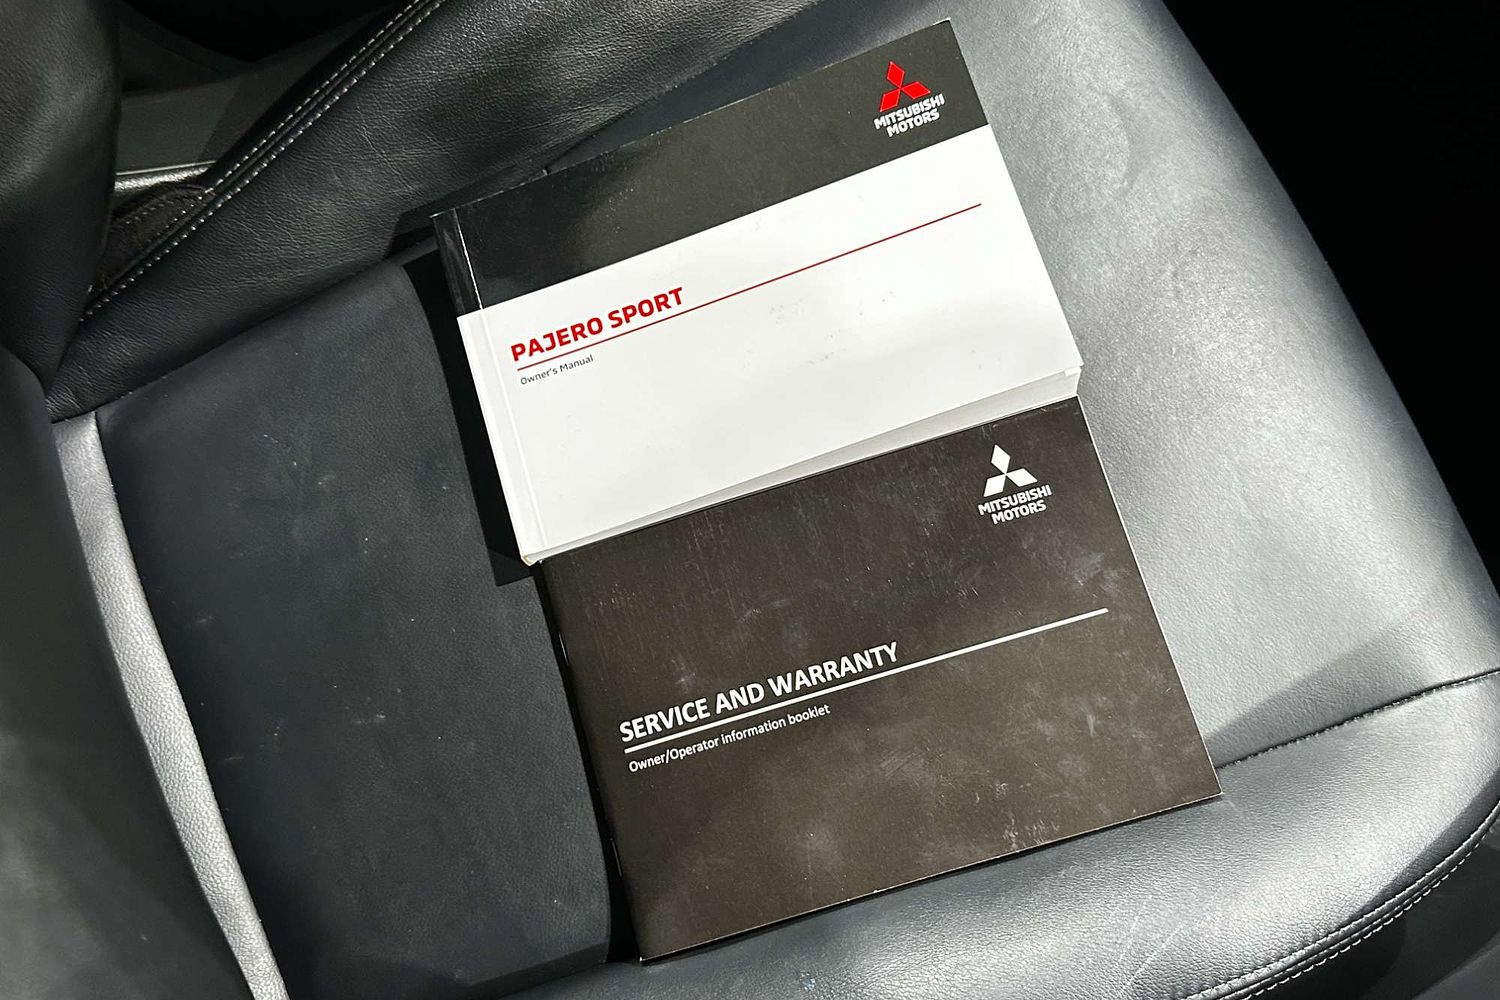 MITSUBISHI
MOTORS
PAJERO SPORT
Owner's Manual
MITSUBISHI
MOTORS
SERVICE AND WARRANTY
Owner/Operator information booklet